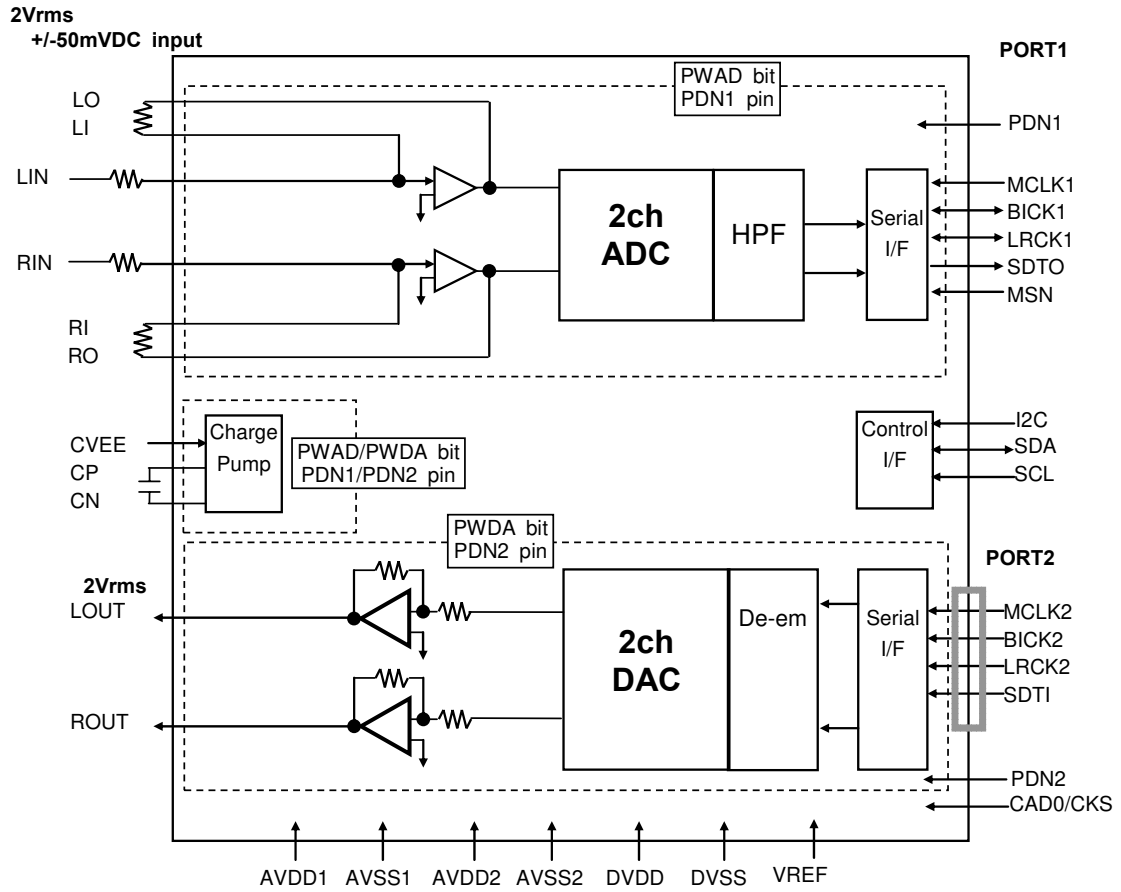 2Vrms
+/-50mVDC input
PORT1
PWAD bit
PDN1 pin
LO
LI
LIN
RIN
RI
RO
2ch
ADC
HPF
Serial
I/F
PDN1
MCLK1
BICK1
LRCK1
SDTO
MSN
CVEE
CP
CN
Charge
Pump
PWAD/PWDA bit
PDN1/PDN2 pin
Control
I/F
I2C
SDA
SCL
PWDA bit
PDN2 pin
PORT2
2Vrms
LOUT
ROUT
2ch
DAC
De-em
Serial
I/F
MCLK2
BICK2
LRCK2
SDTI
PDN2
CAD0/CKS
AVDD1 AVSS1 AVDD2 AVSS2 DVDD DVSS VREF